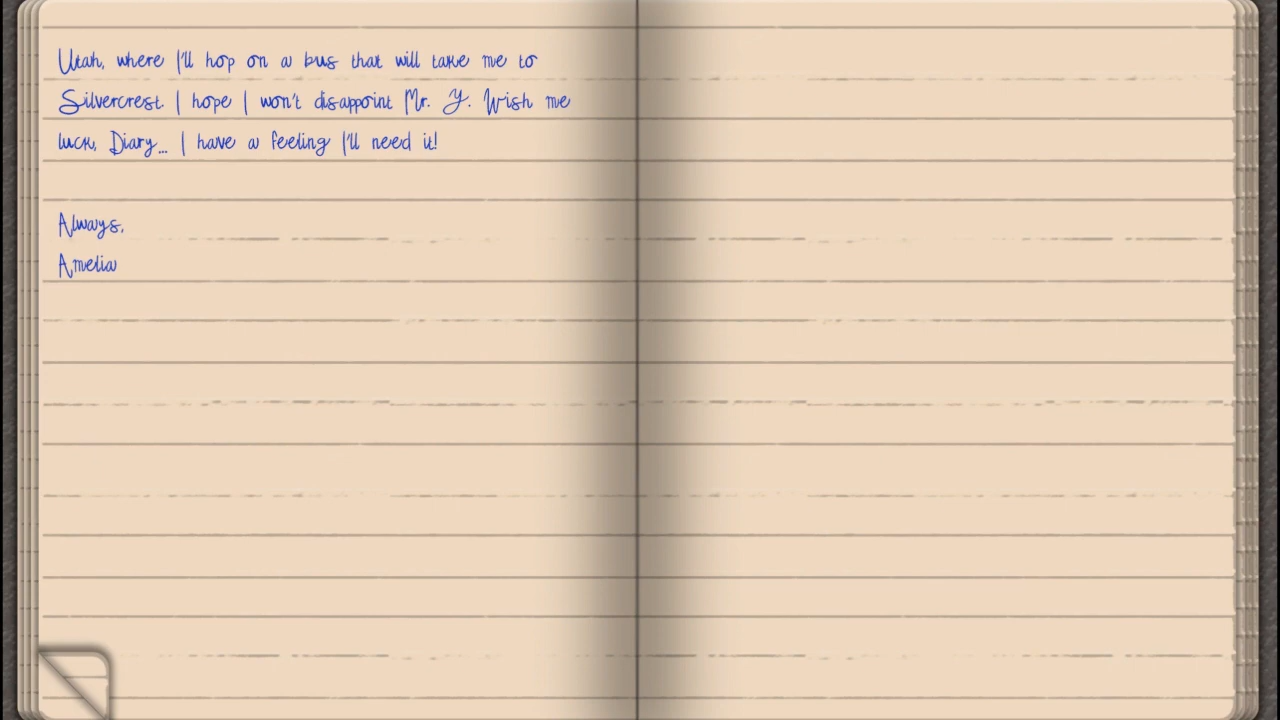 Utah, where I'll hop on a bus that will take me to
Silvercrest. I hope I won't disappoint Mr. Y. Wish me
luck, Diary... I have a feeling I'll need it!
Always,
Amelia